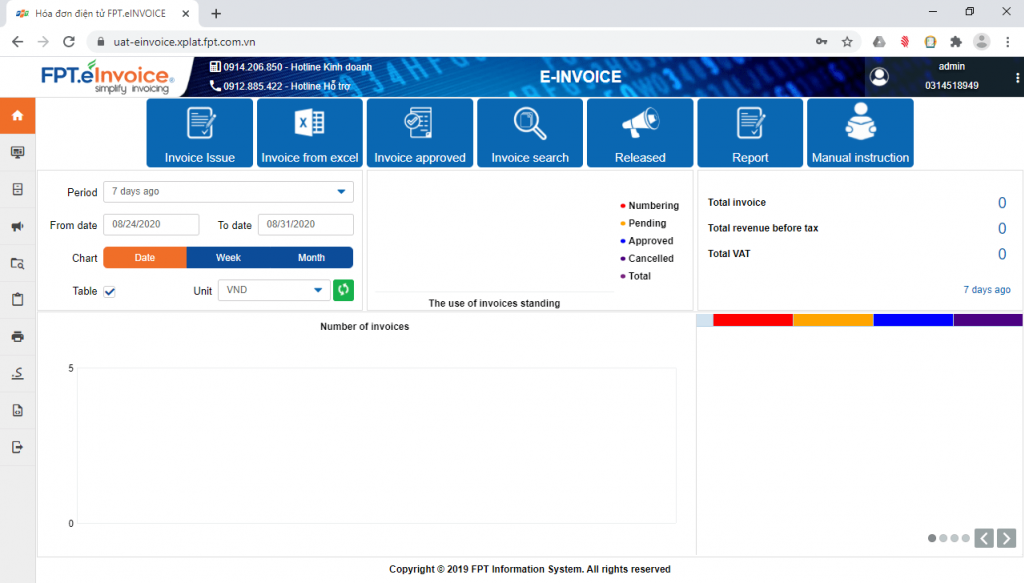 Hóa đơn điện tử FPT.eINVOICE
uat-einvoice.xplat.fpt.com.vn
FPT.eInvoice®
simplify invoicing
0914.206.850 - Hotline Kinh doanh
0912.885.422 - Hotline Hỗ trợ
E-INVOICE
admin
0314518949
Invoice Issue
Invoice from excel
Invoice approved
Invoice search
Released
Report
Manual instruction
Period
7 days ago
From date
08/24/2020
To date
08/31/2020
Chart
Date
Week
Month
Table
Unit
VND
Numbering
Pending
Approved
Cancelled
Total
The use of invoices standing
Total invoice
0
Total revenue before tax
0
Total VAT
0
7 days ago
Number of invoices
5
0
Copyright © 2019 FPT Information System. All rights reserved